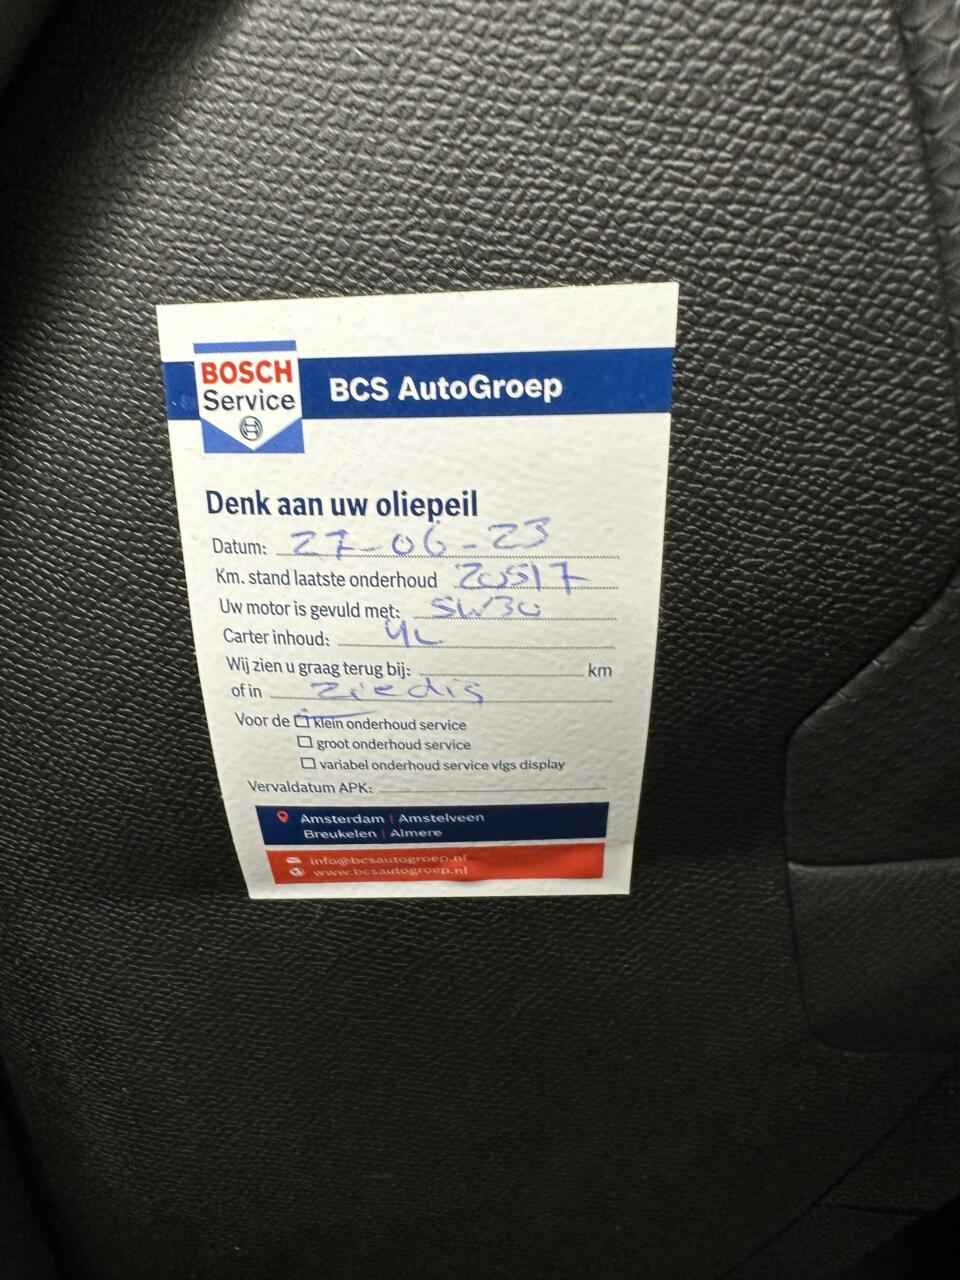 BOSCH
Service
BCS AutoGroep
Denk aan uw oliepeil
Datum: 27-06-23
Km. stand laatste onderhoud 20517
Uw motor is gevuld met: 5W30
Carter inhoud: 4L
Wij zien u graag terug bij: km
of in Zie dis
Voor de klein onderhoud service
groot onderhoud service
variabel onderhoud service vlgs display
Vervaldatum APK:
Amsterdam | Amstelveen
Breukelen | Almere
info@bcsautogroep.nl
www.bcsautogroep.nl